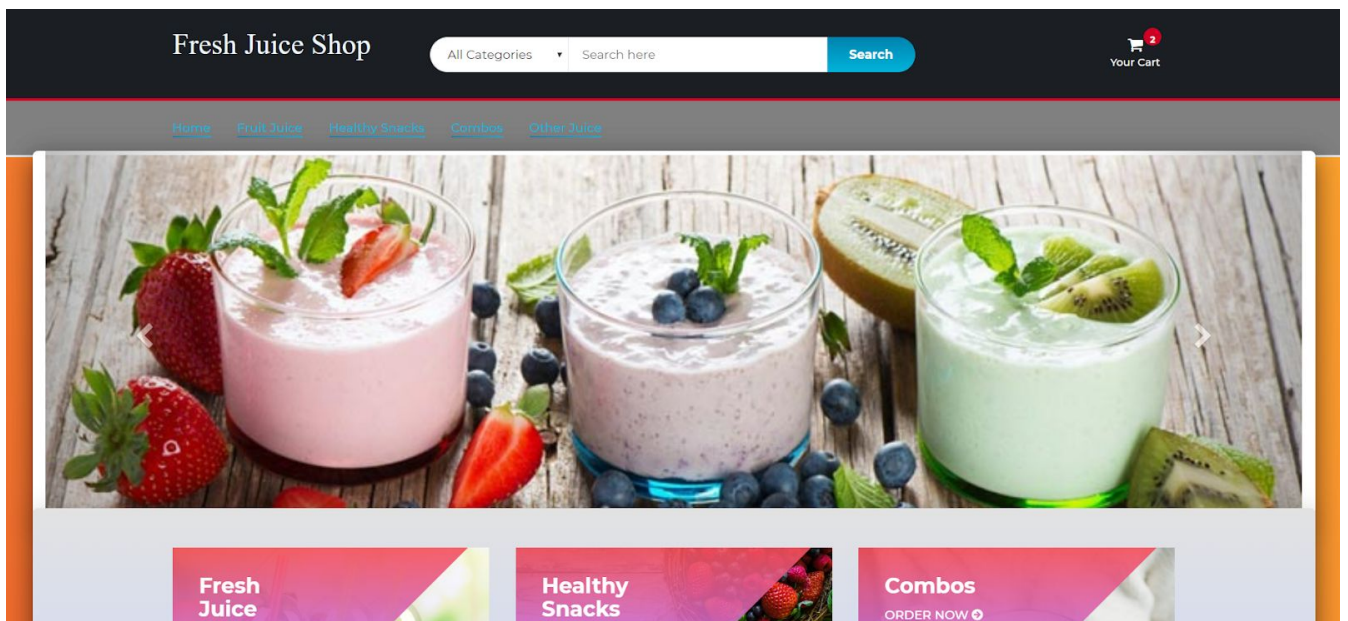 Fresh Juice Shop
All Categories
Search here
Search
2
Your Cart
Home Fruit Juice Healthy Snacks Combos Other Juice
Fresh
Juice
Healthy
Snacks
Combos
ORDER NOW